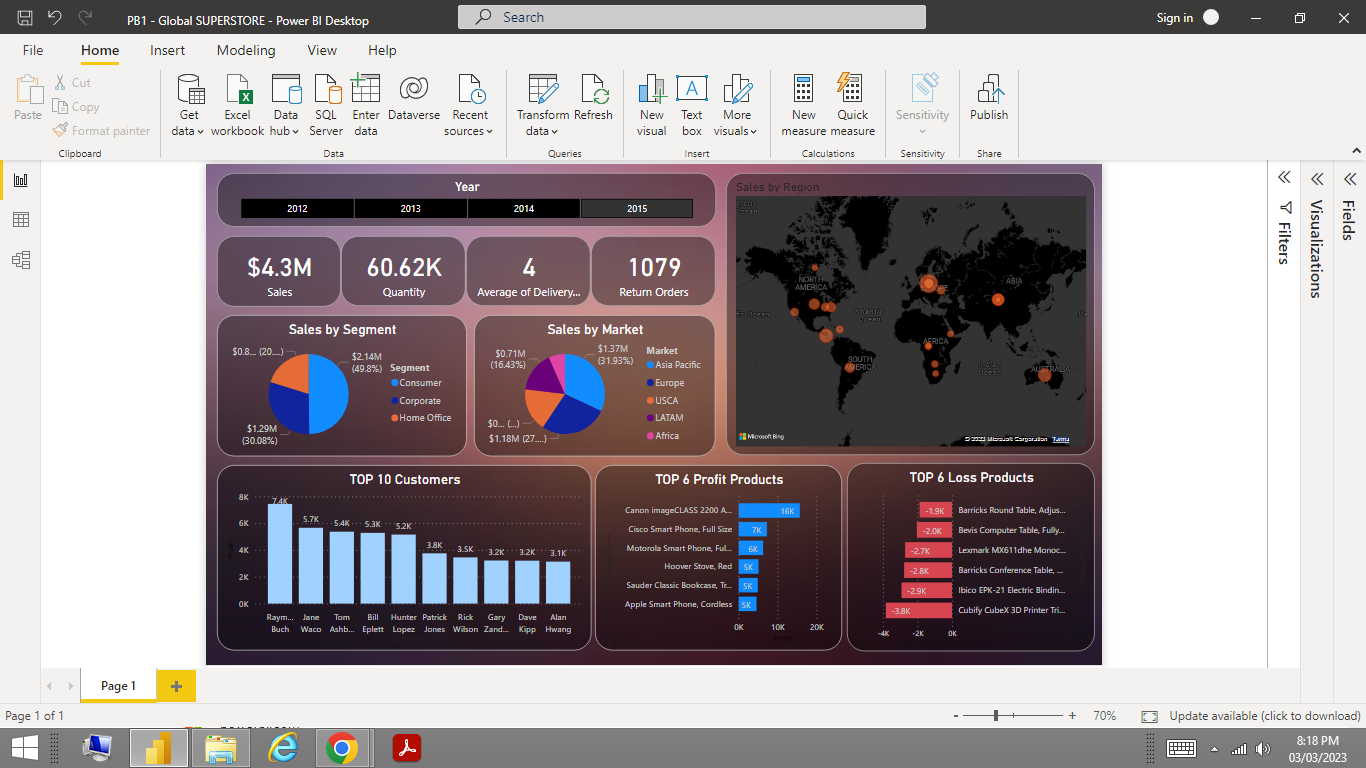 PB1 - Global SUPERSTORE - Power BI Desktop
Search
Sign in
File Home Insert Modeling View Help
Paste
Cut
Copy
Format painter
Clipboard
Get data
Excel workbook
Data hub
SQL Server
Enter data
Dataverse
Recent sources
Data
Transform data
Refresh
Queries
New visual
Text box
More visuals
Insert
New measure
Quick measure
Calculations
Sensitivity
Sensitivity
Publish
Share
Year
2012 2013 2014 2015
$4.3M
Sales
60.62K
Quantity
4
Average of Delivery...
1079
Return Orders
Sales by Segment
$0.8... (20....
$2.14M
(49.8%)
$1.29M
(30.08%)
Segment
Consumer
Corporate
Home Office
Sales by Market
$0.71M
(16.43%)
$1.37M
(31.93%)
$0... (...)
$1.18M (27....)
Market
Asia Pacific
Europe
USCA
LATAM
Africa
Sales by Region
NORTH
AMERICA
ASIA
Atlantic
Ocean
AFRICA
SOUTH
AMERICA
Indian
Ocean
AUSTRALIA
Microsoft Bing
© 2023 Microsoft Corporation Terms
TOP 10 Customers
8K
6K
4K
2K
0K
7.4K 5.7K 5.4K 5.3K 5.2K 3.8K 3.5K 3.2K 3.2K 3.1K
Raym... Jane Tom Bill Hunter Patrick Rick Gary Dave Alan
Buch Waco Ashb... Eplett Lopez Jones Wilson Zand... Kipp Hwang
TOP 6 Profit Products
Canon imageCLASS 2200 A... 16K
Cisco Smart Phone, Full Size 7K
Motorola Smart Phone, Ful... 6K
Hoover Stove, Red 5K
Sauder Classic Bookcase, Tr... 5K
Apple Smart Phone, Cordless 5K
0K 10K 20K
Profit
TOP 6 Loss Products
-1.9K Barricks Round Table, Adjus...
-2.0K Bevis Computer Table, Fully...
-2.7K Lexmark MX611dhe Monoc...
-2.8K Barricks Conference Table, ...
-2.9K Ibico EPK-21 Electric Bindin...
-3.8K Cubify CubeX 3D Printer Tri...
-4K -2K 0K
Filters
Visualizations
Fields
Page 1
Page 1 of 1
- + 70%
Update available (click to download)
8:18 PM
03/03/2023